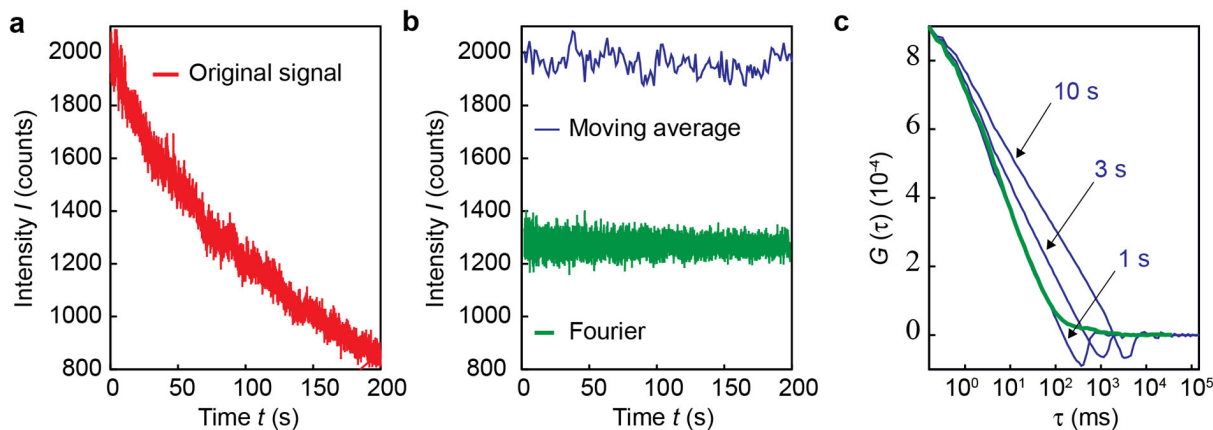 a
Original signal
2000
1800
1600
1400
1200
1000
800
Intensity I (counts)
0
50
100
150
200
Time t (s)
b
Moving average
Fourier
2000
1800
1600
1400
1200
1000
800
Intensity I (counts)
0
50
100
150
200
Time t (s)
c
10 s
3 s
1 s
8
6
4
2
0
G (τ) (10⁻⁴)
10⁰
10¹
10²
10³
10⁴
10⁵
τ (ms)